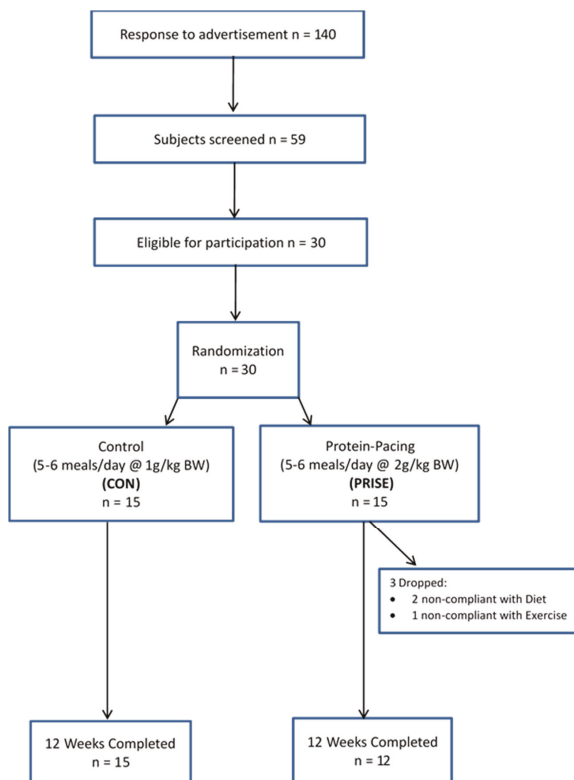 Response to advertisement n = 140
Subjects screened n = 59
Eligible for participation n = 30
Randomization
n = 30
Control
(5-6 meals/day @ 1g/kg BW)
(CON)
n = 15
Protein-Pacing
(5-6 meals/day @ 2g/kg BW)
(PRISE)
n = 15
3 Dropped:
• 2 non-compliant with Diet
• 1 non-compliant with Exercise
12 Weeks Completed
n = 15
12 Weeks Completed
n = 12